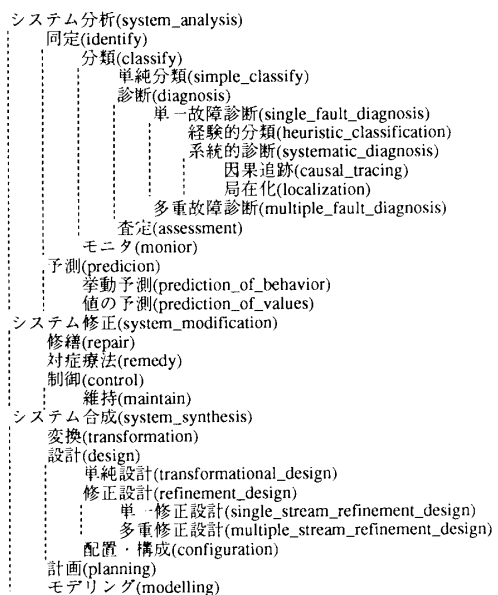 システム分析(system_analysis)
同定(identify)
分類(classify)
単純分類(simple_classify)
診断(diagnosis)
単一故障診断(single_fault_diagnosis)
経験的分類(heuristic_classification)
系統的診断(systematic_diagnosis)
因果追跡(causal_tracing)
局在化(localization)
多重故障診断(multiple_fault_diagnosis)
査定(assessment)
モニタ(monior)
予測(predicion)
挙動予測(prediction_of_behavior)
値の予測(prediction_of_values)
システム修正(system_modification)
修繕(repair)
対症療法(remedy)
制御(control)
維持(maintain)
システム合成(system_synthesis)
変換(transformation)
設計(design)
単純設計(transformational_design)
修正設計(refinement_design)
単一修正設計(single_stream_refinement_design)
多重修正設計(multiple_stream_refinement_design)
配置・構成(configuration)
計画(planning)
モデリング(modelling)